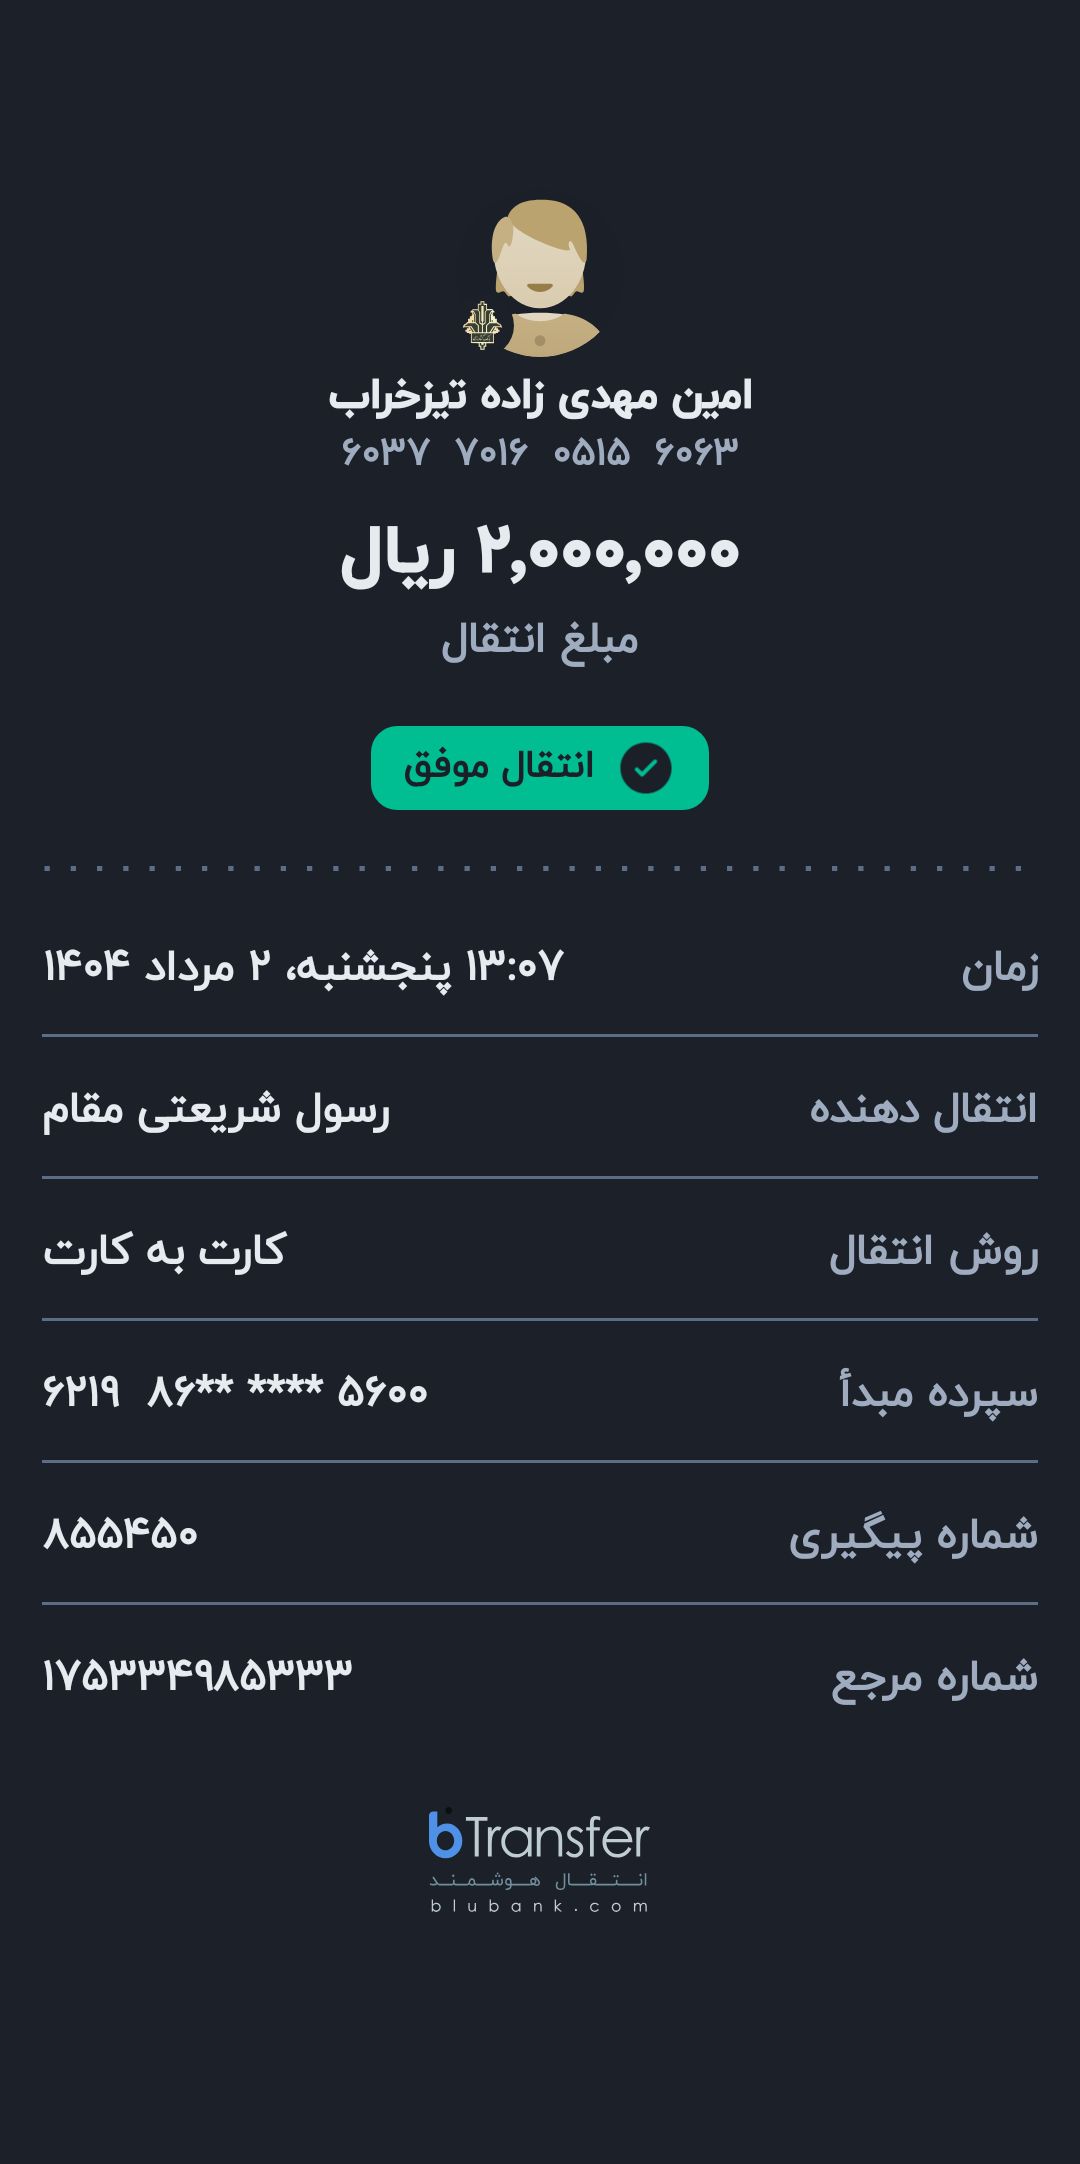 امین مهدی زاده تیزخراب
۶۰۳۷ ۷۰۱۶ ۰۵۱۵ ۶۰۶۳
۲,۰۰۰,۰۰۰ ریال
مبلغ انتقال
انتقال موفق
زمان ۱۳:۰۷ پنجشنبه، ۲ مرداد ۱۴۰۴
انتقال دهنده رسول شریعتی مقام
روش انتقال کارت به کارت
سپرده مبدأ ۶۲۱۹ ۸۶** **** ۵۶۰۰
شماره پیگیری ۸۵۵۴۵۰
شماره مرجع ۱۷۵۳۳۴۹۸۵۳۳۳
bTransfer
انـتـقـال هـوشـمـنـد
blubank.com